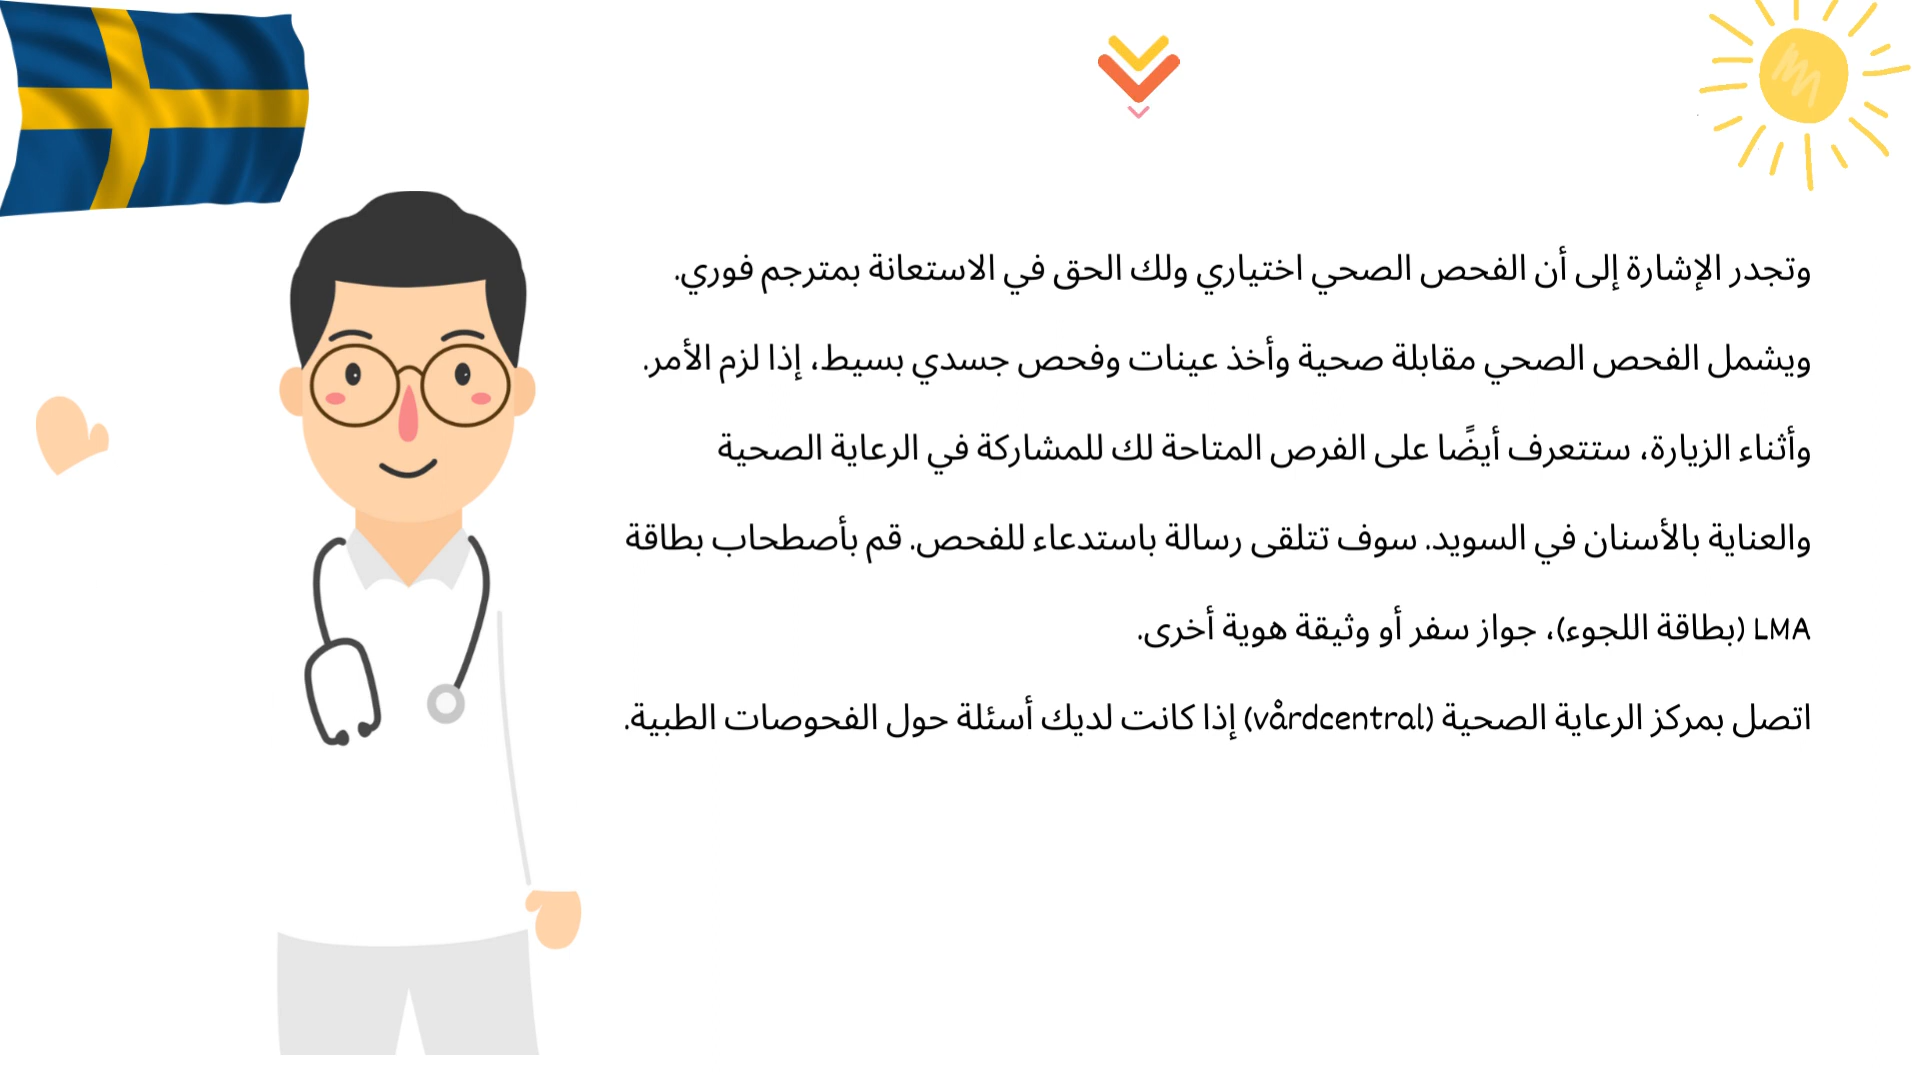 وتجدر الإشارة إلى أن الفحص الصحي اختياري ولك الحق في الاستعانة بمترجم فوري.
ويشمل الفحص الصحي مقابلة صحية وأخذ عينات وفحص جسدي بسيط، إذا لزم الأمر.
وأثناء الزيارة، ستتعرف أيضًا على الفرص المتاحة لك للمشاركة في الرعاية الصحية
والعناية بالأسنان في السويد. سوف تتلقى رسالة باستدعاء للفحص. قم بأصطحاب بطاقة
LMA (بطاقة اللجوء)، جواز سفر أو وثيقة هوية أخرى.
اتصل بمركز الرعاية الصحية (vårdcentral) إذا كانت لديك أسئلة حول الفحوصات الطبية.